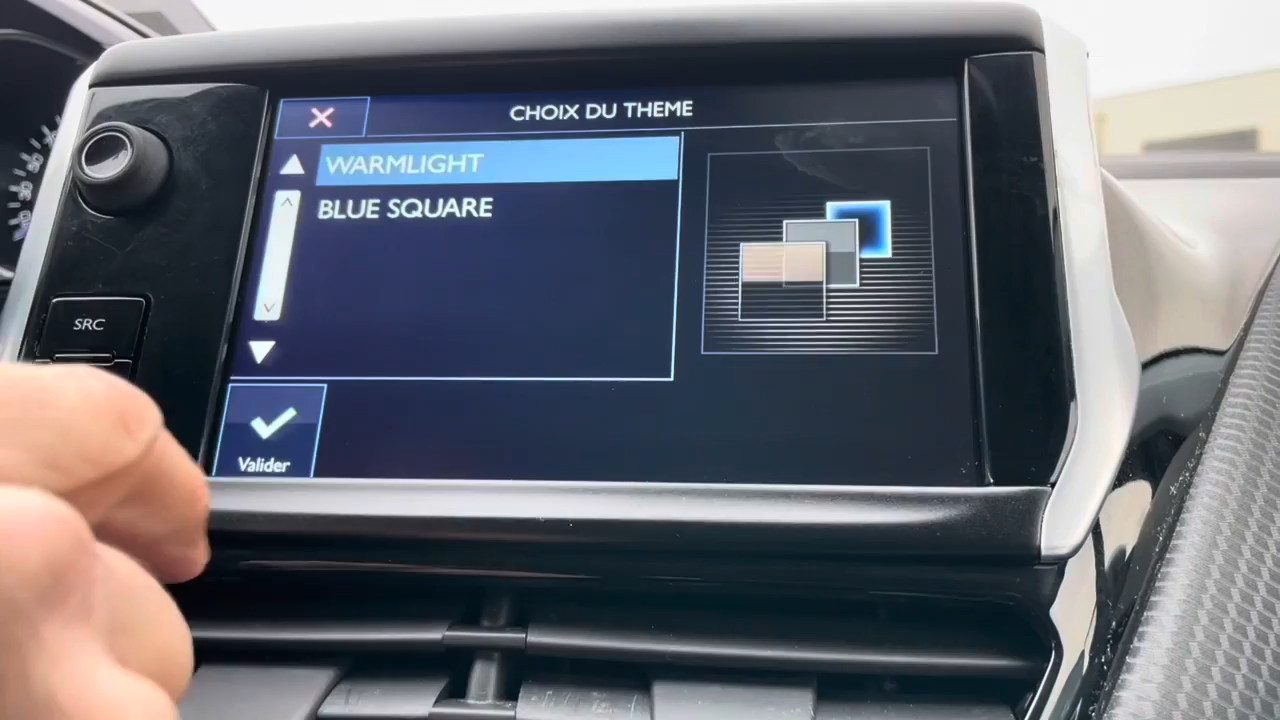 CHOIX DU THEME
WARMLIGHT
BLUE SQUARE
SRC
Valider